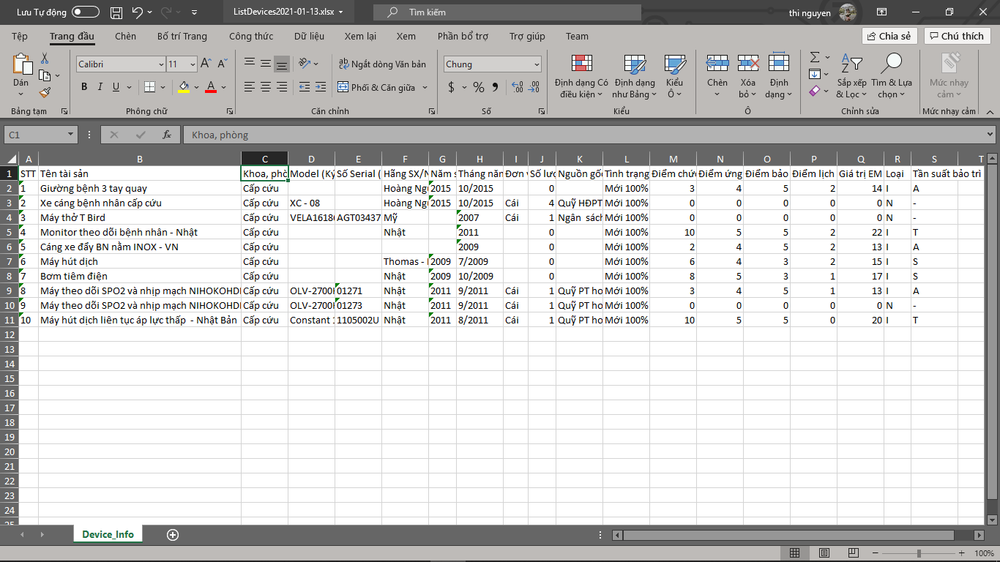 Lưu Tự động ListDevices2021-01-13.xlsx Tìm kiếm thi nguyen
Tệp Trang đầu Chèn Bố trí Trang Công thức Dữ liệu Xem lại Xem Phần bổ trợ Trợ giúp Team Chia sẻ Chú thích
Dán Calibri 11 A A B I U A ab Ngắt dòng Văn bản Phối & Căn giữa Chung $ % Định dạng Có điều kiện Định dạng như Bảng Kiểu Ô Chèn Xóa bỏ Định dạng Sắp xếp & Lọc Tìm & Lựa chọn Mức nhạy cảm
Bảng tạm Phông chữ Căn chỉnh Số Kiểu Ô Chỉnh sửa Mức nhạy cảm
C1 fx Khoa, phòng
A B C D E F G H I J K L M N O P Q R S T
1 STT Tên tài sản Khoa, phò Model (Ký Số Serial ( Hãng SX/N Năm s Tháng năm Đơn v Số lượ Nguồn gốc Tình trạng Điểm chức Điểm ứng Điểm bảo Điểm lịch Giá trị EM Loại Tần suất bảo trì
2 1 Giường bệnh 3 tay quay Cấp cứu Hoàng Ngu 2015 10/2015 0 Mới 100% 3 4 5 2 14 I A
3 2 Xe cáng bệnh nhân cấp cứu Cấp cứu XC - 08 Hoàng Ngu 2015 10/2015 Cái 4 Quỹ HĐPT Mới 100% 0 0 0 0 0 N -
4 3 Máy thở T Bird Cấp cứu VELA1618 AGT03437 Mỹ 2007 Cái 1 Ngân sách Mới 100% 0 0 0 0 0 N -
5 4 Monitor theo dõi bệnh nhân - Nhật Cấp cứu Nhật 2011 0 Mới 100% 10 5 5 2 22 I T
6 5 Cáng xe đẩy BN nằm INOX - VN Cấp cứu 2009 0 Mới 100% 2 4 5 2 13 I A
7 6 Máy hút dịch Cấp cứu Thomas - 2009 7/2009 0 Mới 100% 6 4 3 2 15 I S
8 7 Bơm tiêm điện Cấp cứu Nhật 2009 10/2009 0 Mới 100% 8 5 3 1 17 I S
9 8 Máy theo dõi SPO2 và nhịp mạch NIHOKOHD Cấp cứu OLV-2700 01271 Nhật 2011 9/2011 Cái 1 Quỹ PT ho Mới 100% 3 4 5 1 13 I A
10 9 Máy theo dõi SPO2 và nhịp mạch NIHOKOHD Cấp cứu OLV-2700 01273 Nhật 2011 9/2011 Cái 1 Quỹ PT ho Mới 100% 0 0 0 0 0 N -
11 10 Máy hút dịch liên tục áp lực thấp - Nhật Bản Cấp cứu Constant 1105002U Nhật 2011 8/2011 Cái 1 Quỹ PT ho Mới 100% 10 5 5 0 20 I T
12
13
14
15
16
17
18
19
20
21
22
23
24
25
Device_Info
100%